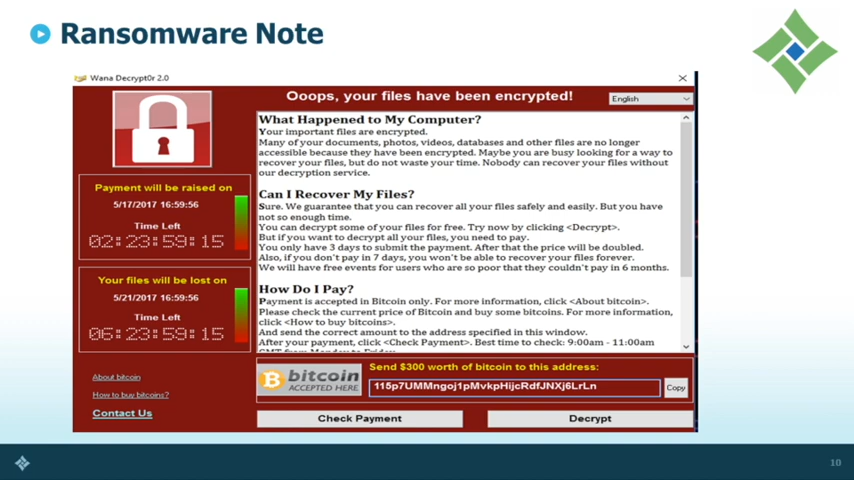 Ransomware Note
Wana Decrypt0r 2.0
Ooops, your files have been encrypted!
English
Payment will be raised on
5/17/2017 16:59:56
Time Left
02:23:59:15
Your files will be lost on
5/21/2017 16:59:56
Time Left
06:23:59:15
About bitcoin
How to buy bitcoins?
Contact Us
What Happened to My Computer?
Your important files are encrypted.
Many of your documents, photos, videos, databases and other files are no longer
accessible because they have been encrypted. Maybe you are busy looking for a way to
recover your files, but do not waste your time. Nobody can recover your files without
our decryption service.
Can I Recover My Files?
Sure. We guarantee that you can recover all your files safely and easily. But you have
not so enough time.
You can decrypt some of your files for free. Try now by clicking <Decrypt>.
But if you want to decrypt all your files, you need to pay.
You only have 3 days to submit the payment. After that the price will be doubled.
Also, if you don't pay in 7 days, you won't be able to recover your files forever.
We will have free events for users who are so poor that they couldn't pay in 6 months.
How Do I Pay?
Payment is accepted in Bitcoin only. For more information, click <About bitcoin>.
Please check the current price of Bitcoin and buy some bitcoins. For more information,
click <How to buy bitcoins>.
And send the correct amount to the address specified in this window.
After your payment, click <Check Payment>. Best time to check: 9:00am - 11:00am
GMT from Monday to Friday.
bitcoin
ACCEPTED HERE
Send $300 worth of bitcoin to this address:
115p7UMMngoj1pMvkpHijcRdfJNXj6LrLn
Copy
Check Payment
Decrypt
10